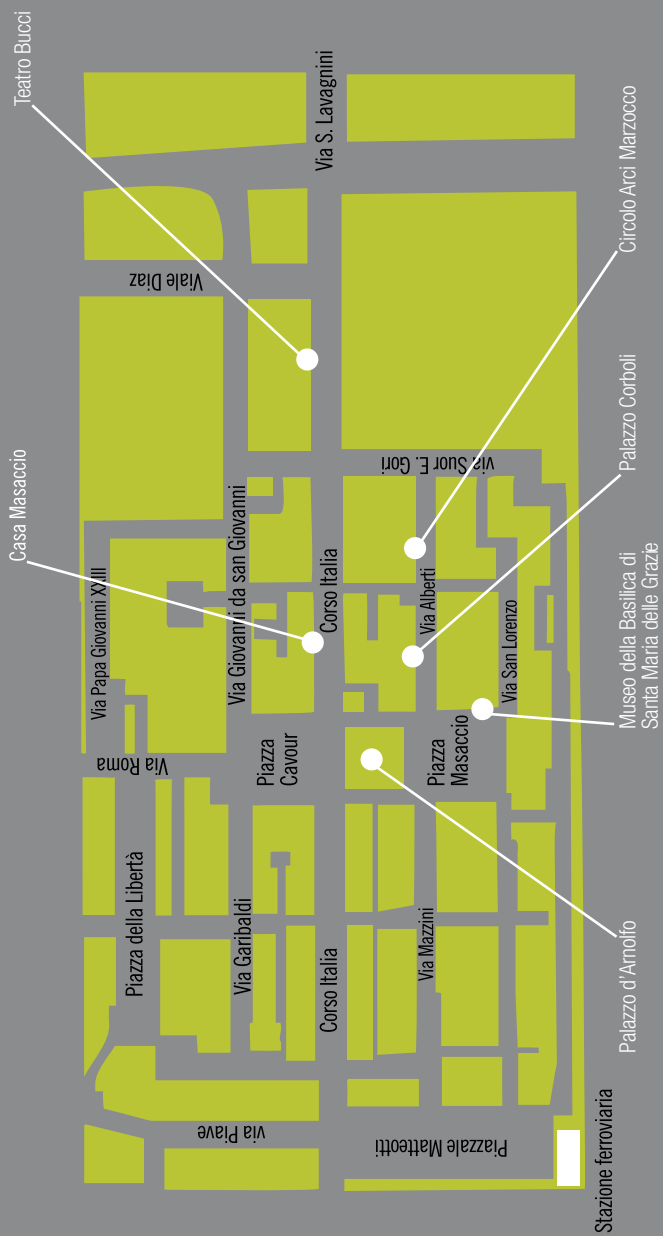 Teatro Bucci
Casa Masaccio
Via S. Lavagnini
Viale Diaz
Circolo Arci Marzocco
Palazzo Corboli
via Suor E. Gori
Via Papa Giovanni XXIII
Via Giovanni da san Giovanni
Corso Italia
Via Alberti
Via San Lorenzo
Museo della Basilica di
Santa Maria delle Grazie
Via Roma
Piazza
Cavour
Piazza
Masaccio
Piazza della Libertà
Via Garibaldi
Corso Italia
Via Mazzini
Palazzo d'Arnolfo
via Piave
Piazzale Matteotti
Stazione ferroviaria